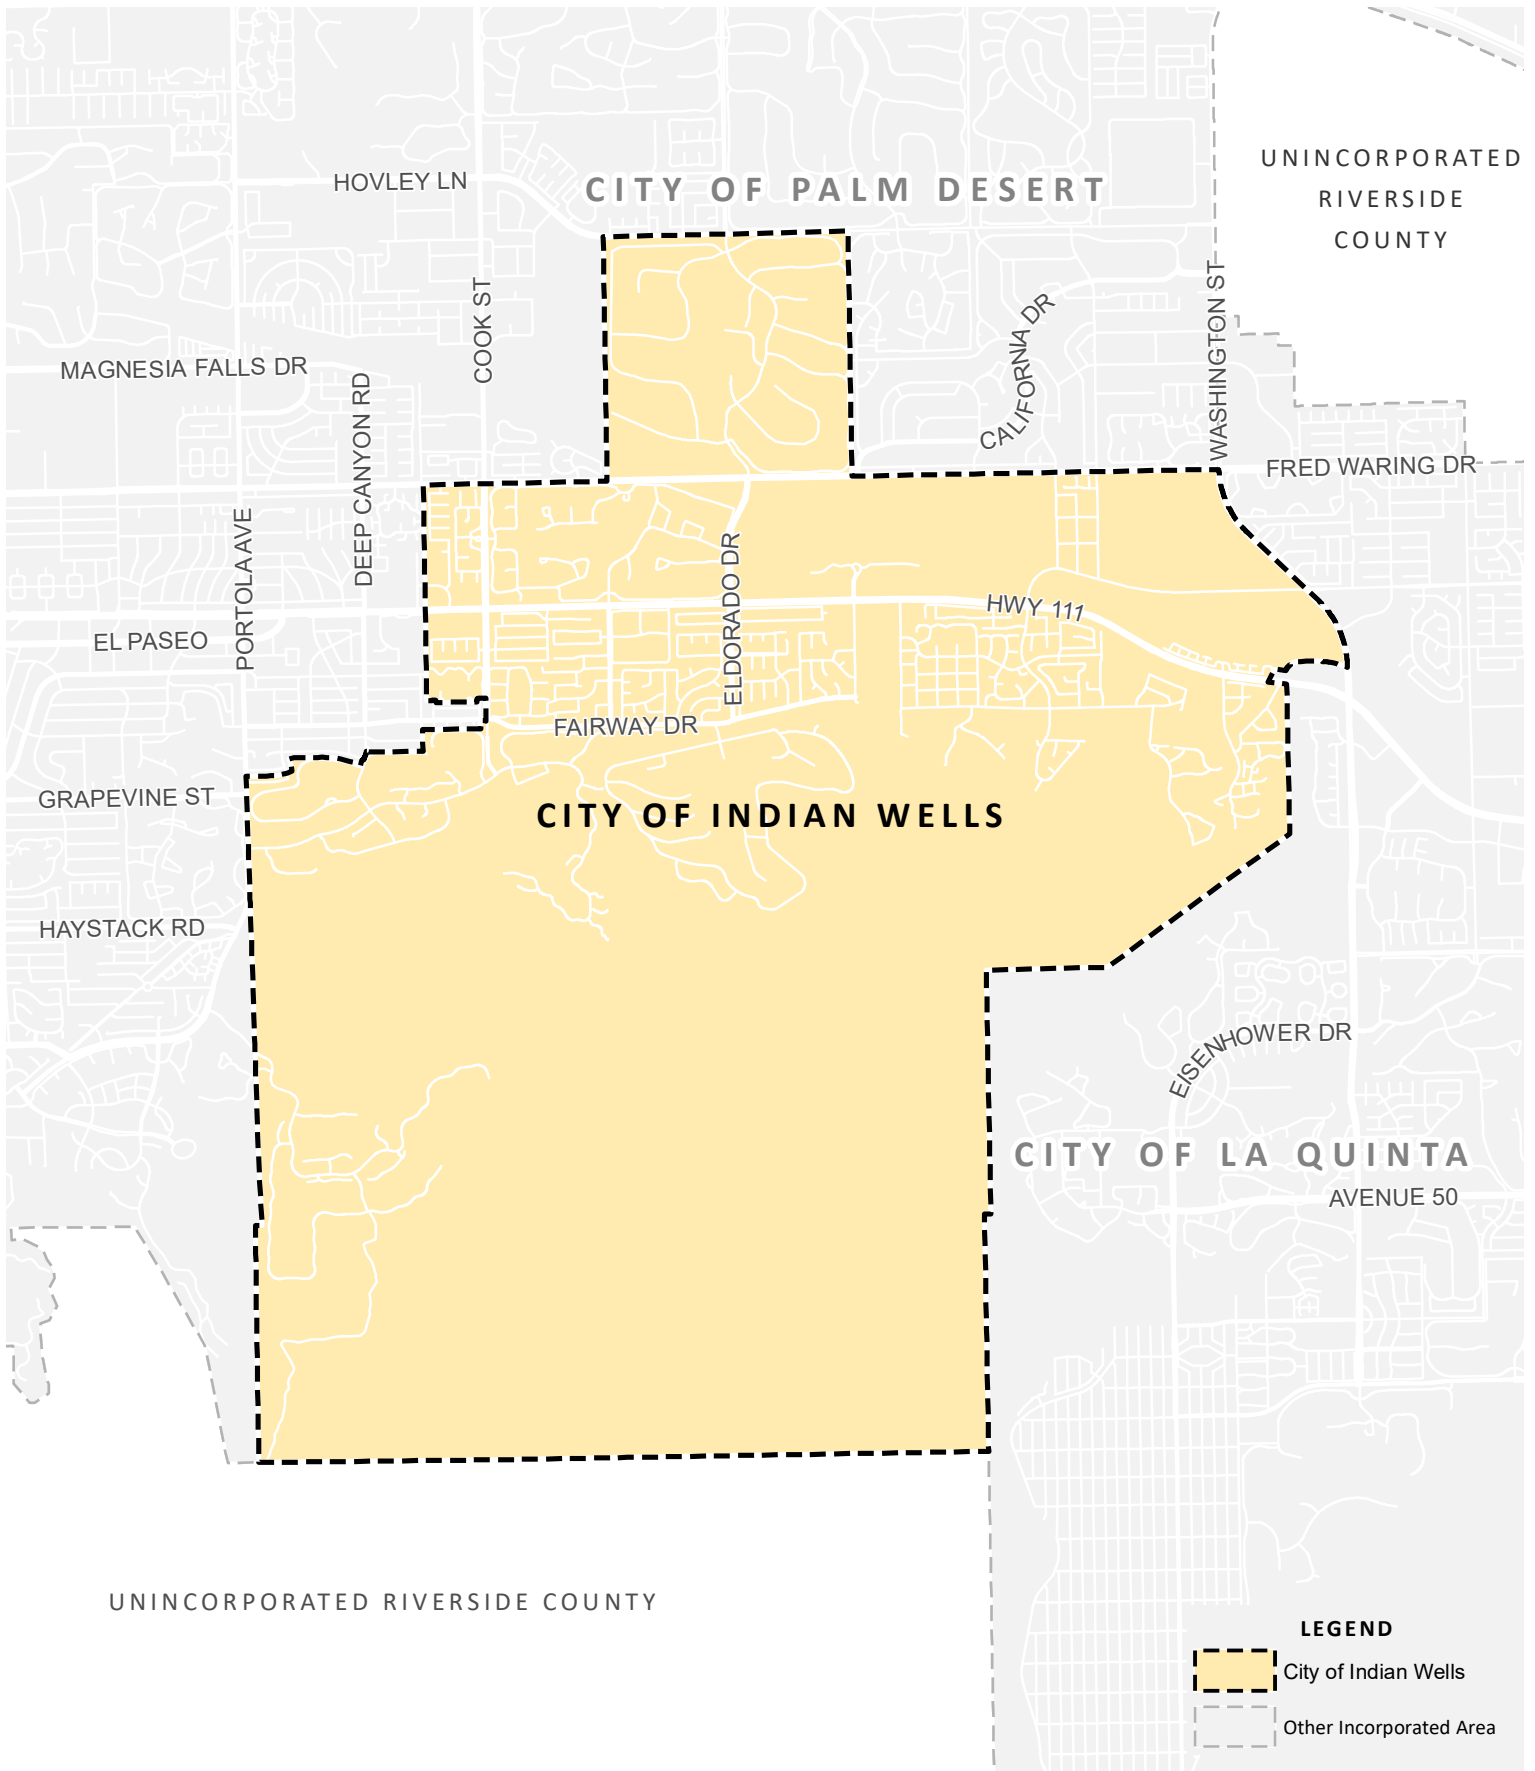 UNINCORPORATED
RIVERSIDE
COUNTY
HOVLEY LN
CITY OF PALM DESERT
COOK ST
WASHINGTON ST
CALIFORNIA DR
MAGNESIA FALLS DR
DEEP CANYON RD
FRED WARING DR
PORTOLA AVE
ELDORADO DR
HWY 111
EL PASEO
FAIRWAY DR
GRAPEVINE ST
CITY OF INDIAN WELLS
HAYSTACK RD
EISENHOWER DR
CITY OF LA QUINTA
AVENUE 50
UNINCORPORATED RIVERSIDE COUNTY
LEGEND
City of Indian Wells
Other Incorporated Area